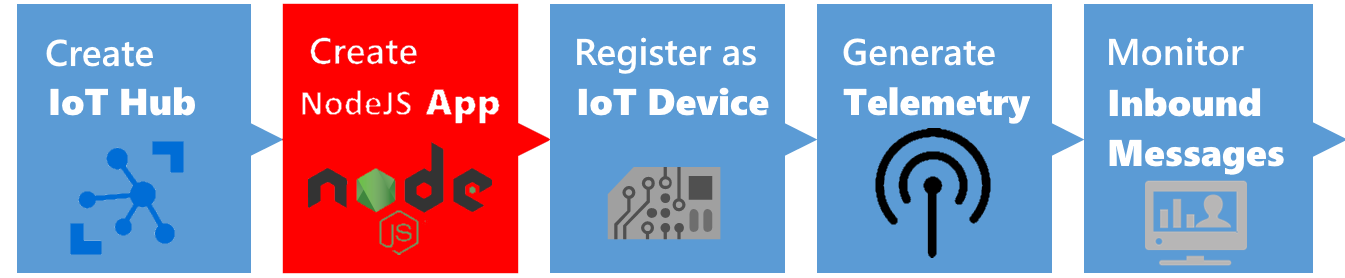 Create
IoT Hub
Create
NodeJS App
node
JS
Register as
IoT Device
Generate
Telemetry
Monitor
Inbound
Messages